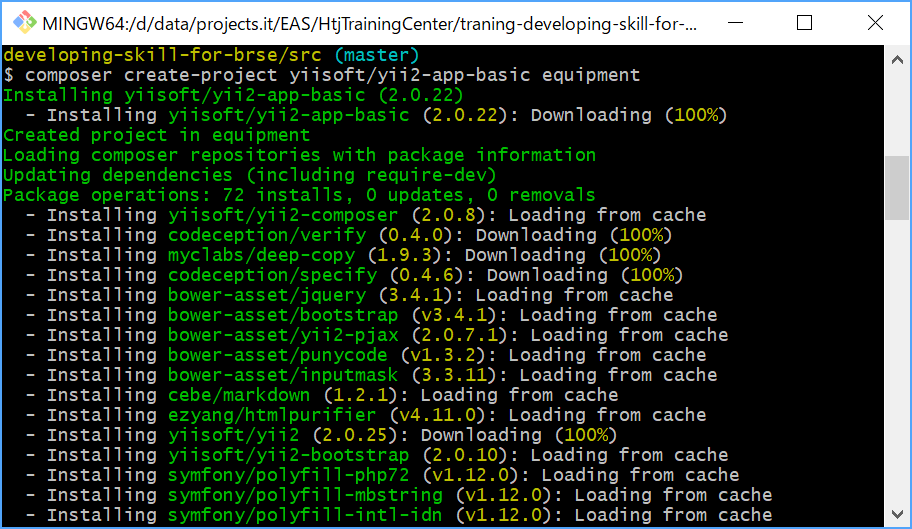 MINGW64:/d/data/projects.it/EAS/HtjTrainingCenter/traning-developing-skill-for-...
developing-skill-for-brse/src (master)
$ composer create-project yiisoft/yii2-app-basic equipment
Installing yiisoft/yii2-app-basic (2.0.22)
  - Installing yiisoft/yii2-app-basic (2.0.22): Downloading (100%)
Created project in equipment
Loading composer repositories with package information
Updating dependencies (including require-dev)
Package operations: 72 installs, 0 updates, 0 removals
  - Installing yiisoft/yii2-composer (2.0.8): Loading from cache
  - Installing codeception/verify (0.4.0): Downloading (100%)
  - Installing myclabs/deep-copy (1.9.3): Downloading (100%)
  - Installing codeception/specify (0.4.6): Downloading (100%)
  - Installing bower-asset/jquery (3.4.1): Loading from cache
  - Installing bower-asset/bootstrap (v3.4.1): Loading from cache
  - Installing bower-asset/yii2-pjax (2.0.7.1): Loading from cache
  - Installing bower-asset/punycode (v1.3.2): Loading from cache
  - Installing bower-asset/inputmask (3.3.11): Loading from cache
  - Installing cebe/markdown (1.2.1): Loading from cache
  - Installing ezyang/htmlpurifier (v4.11.0): Loading from cache
  - Installing yiisoft/yii2 (2.0.25): Downloading (100%)
  - Installing yiisoft/yii2-bootstrap (2.0.10): Loading from cache
  - Installing symfony/polyfill-php72 (v1.12.0): Loading from cache
  - Installing symfony/polyfill-mbstring (v1.12.0): Loading from cache
  - Installing symfony/polyfill-intl-idn (v1.12.0): Loading from cache